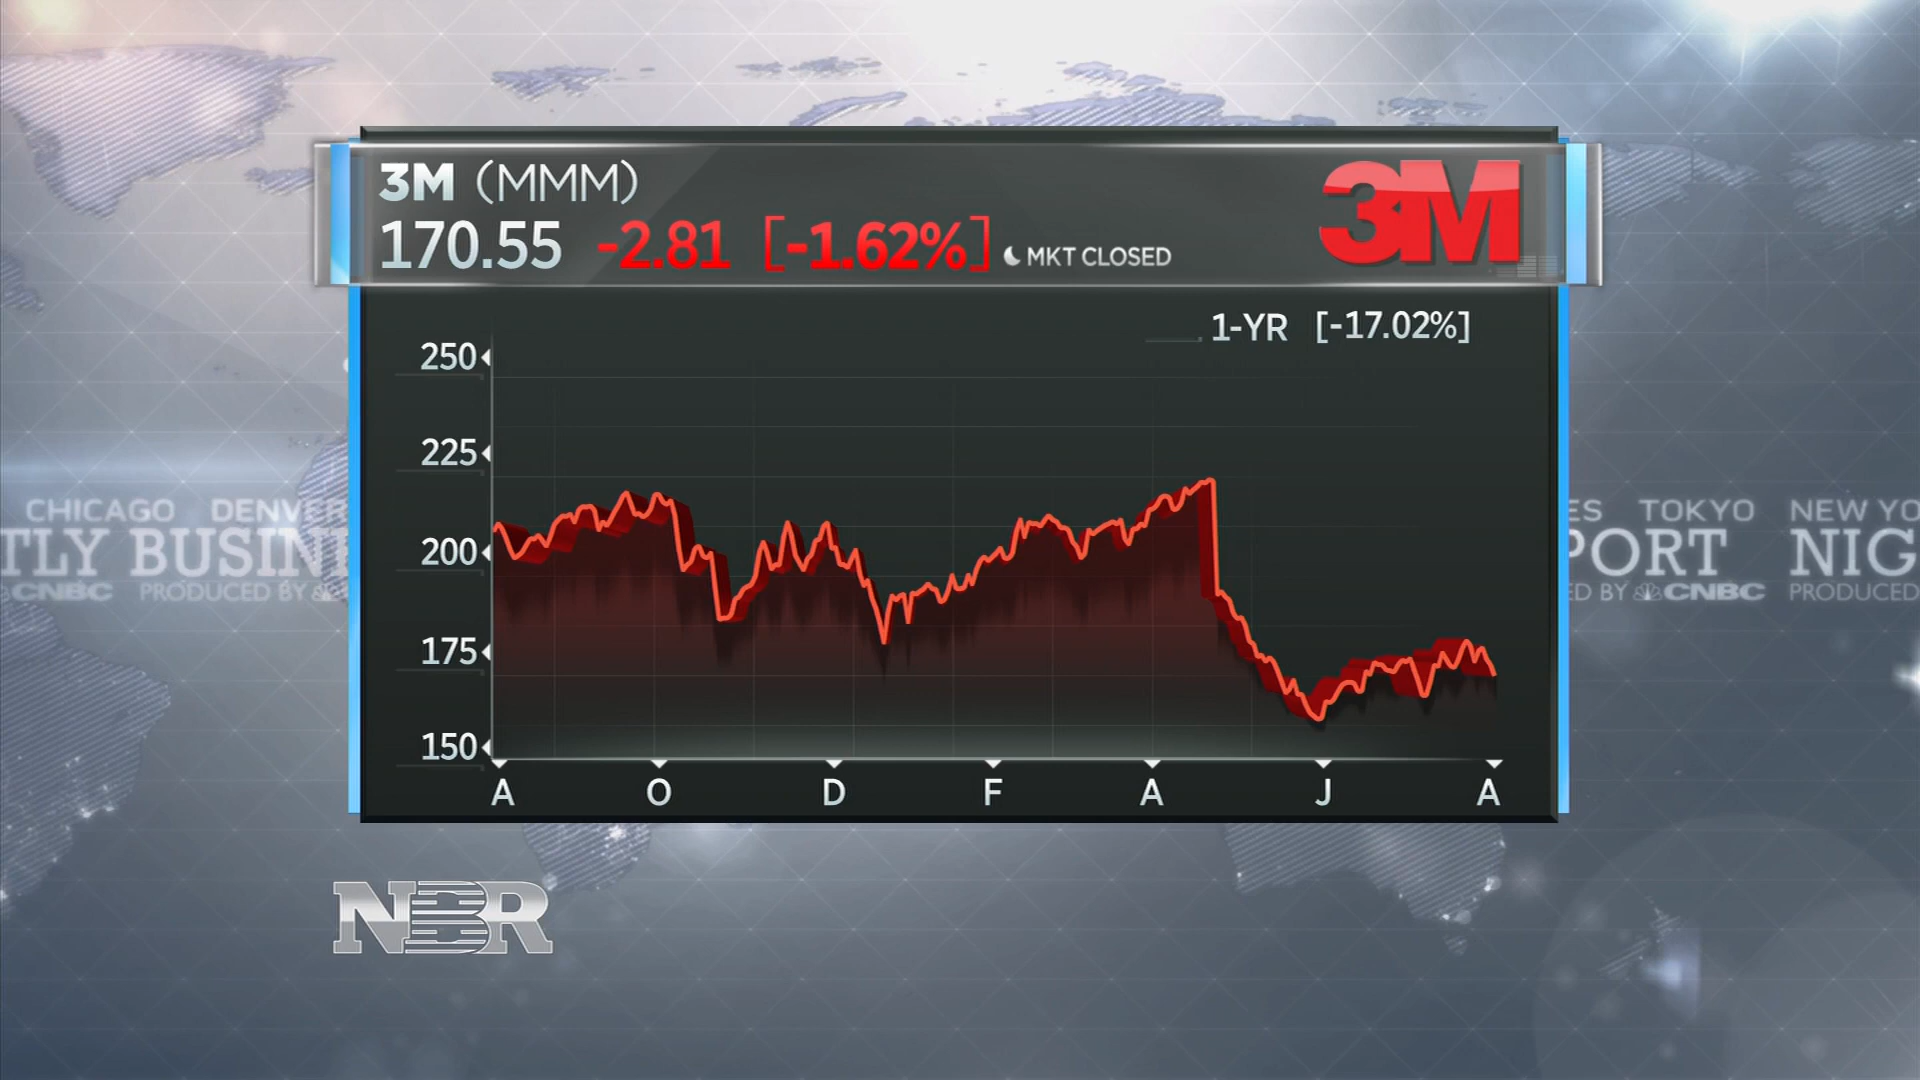 3M (MMM)
170.55 -2.81 [-1.62%] MKT CLOSED
3M
1-YR [-17.02%]
250
225
200
175
150
A O D F A J A
CHICAGO DENVER
TLY BUSIN
CNBC PRODUCED BY
ES TOKYO NEW YO
PORT NIG
ED BY CNBC PRODUCED
NBR